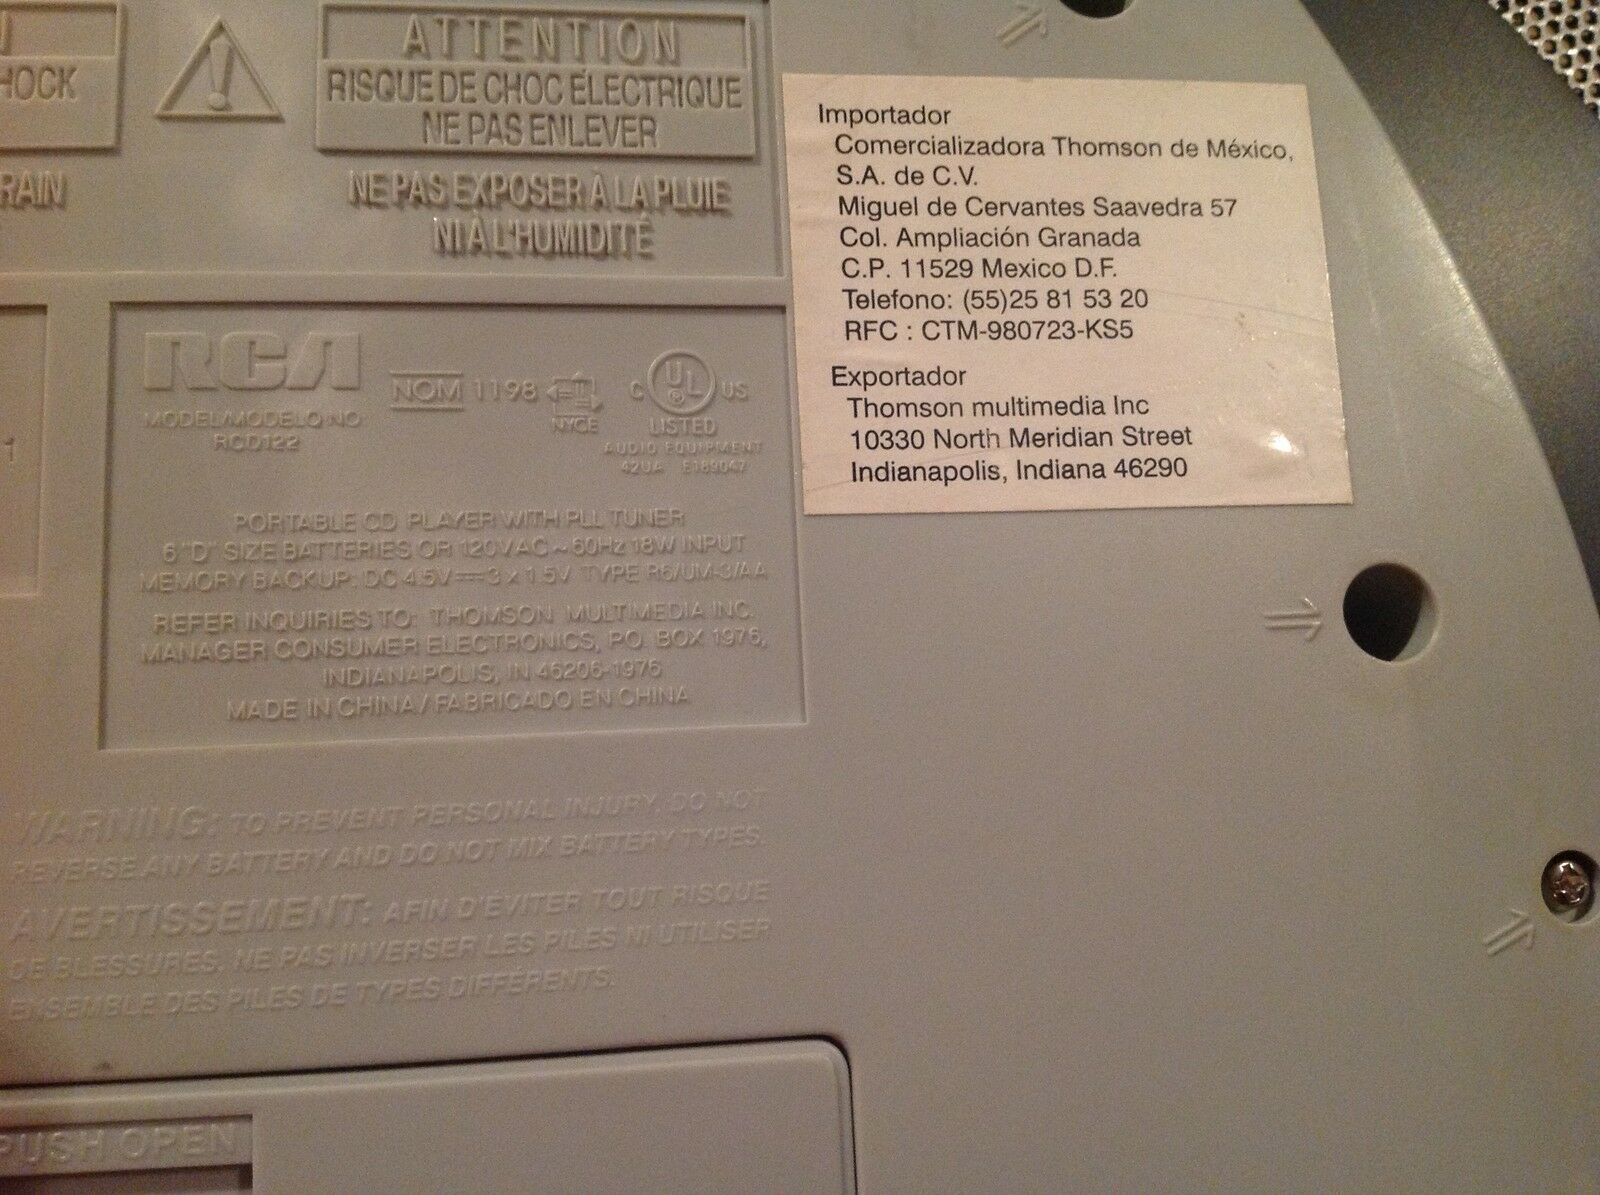 HOCK
RAIN
ATTENTION
RISQUE DE CHOC ÉLECTRIQUE
NE PAS ENLEVER
NE PAS EXPOSER À LA PLUIE
NI À L'HUMIDITÉ
Importador
Comercializadora Thomson de México,
S.A. de C.V.
Miguel de Cervantes Saavedra 57
Col. Ampliación Granada
C.P. 11529 Mexico D.F.
Telefono: (55)25 81 53 20
RFC : CTM-980723-KS5
Exportador
Thomson multimedia Inc
10330 North Meridian Street
Indianapolis, Indiana 46290
1
RCA
MODEL/MODELO NO
RCD122
NOM 1198
NYCE
C UL US
®
LISTED
AUDIO EQUIPMENT
42UA E189047
PORTABLE CD PLAYER WITH PLL TUNER
6 "D" SIZE BATTERIES OR 120VAC ~ 60Hz 18W INPUT
MEMORY BACKUP: DC 4.5V 3 x 1.5V TYPE R6/UM-3/AA
REFER INQUIRIES TO: THOMSON MULTIMEDIA INC.
MANAGER CONSUMER ELECTRONICS, P.O. BOX 1976,
INDIANAPOLIS, IN 46206-1976
MADE IN CHINA / FABRICADO EN CHINA
WARNING: TO PREVENT PERSONAL INJURY, DO NOT
REVERSE ANY BATTERY AND DO NOT MIX BATTERY TYPES.
AVERTISSEMENT: AFIN D'ÉVITER TOUT RISQUE
DE BLESSURES, NE PAS INVERSER LES PILES NI UTILISER
ENSEMBLE DES PILES DE TYPES DIFFÉRENTS.
PUSH OPEN